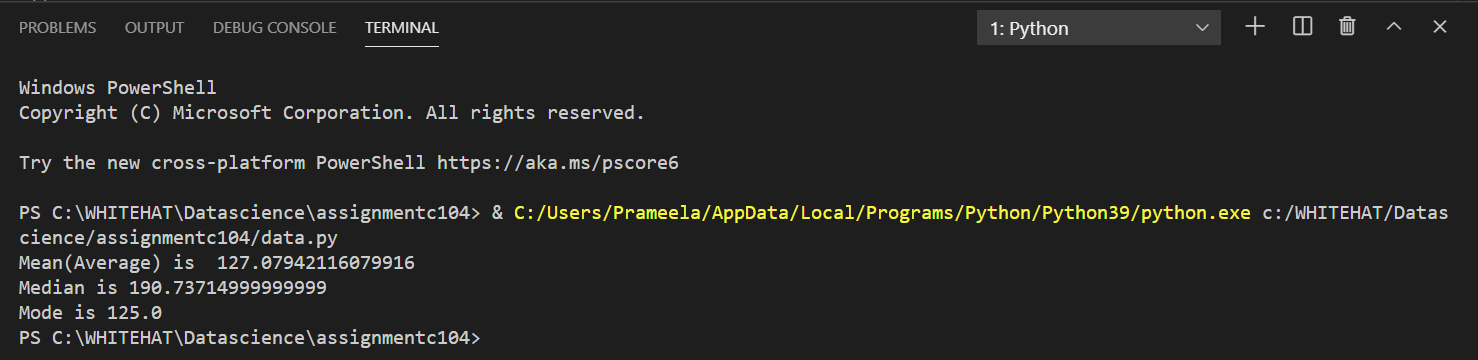 PROBLEMS OUTPUT DEBUG CONSOLE TERMINAL 1: Python
Windows PowerShell
Copyright (C) Microsoft Corporation. All rights reserved.
Try the new cross-platform PowerShell https://aka.ms/pscore6
PS C:\WHITEHAT\Datascience\assignmentc104> & C:/Users/Prameela/AppData/Local/Programs/Python/Python39/python.exe c:/WHITEHAT/Datas
cience/assignmentc104/data.py
Mean(Average) is  127.07942116079916
Median is 190.73714999999999
Mode is 125.0
PS C:\WHITEHAT\Datascience\assignmentc104>